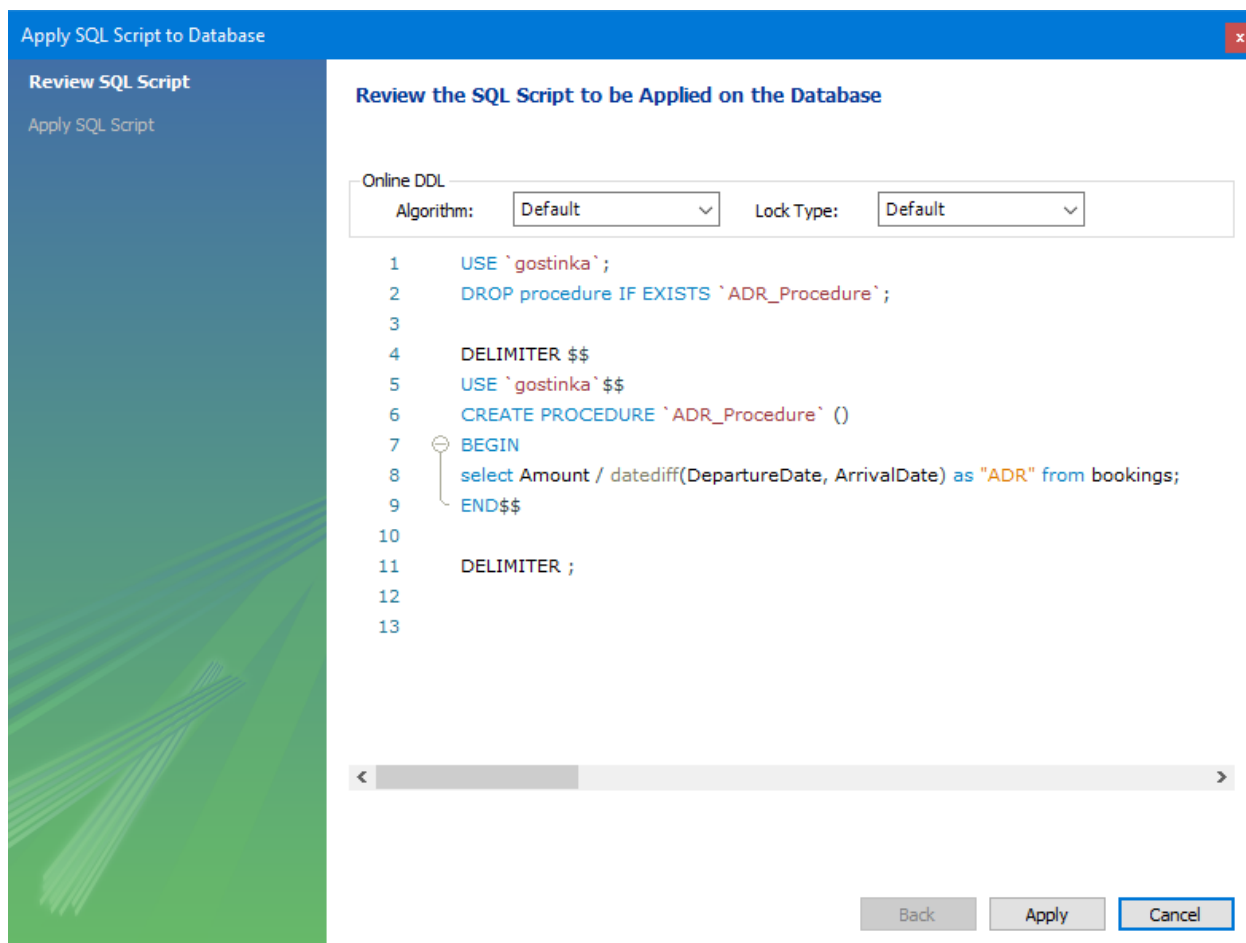 Apply SQL Script to Database
x
Review SQL Script
Apply SQL Script
Review the SQL Script to be Applied on the Database
Online DDL
Algorithm: Default Lock Type: Default
1 USE `gostinka`;
2 DROP procedure IF EXISTS `ADR_Procedure`;
3
4 DELIMITER $$
5 USE `gostinka`$$
6 CREATE PROCEDURE `ADR_Procedure` ()
7 BEGIN
8 select Amount / datediff(DepartureDate, ArrivalDate) as "ADR" from bookings;
9 END$$
10
11 DELIMITER ;
12
13
Back Apply Cancel